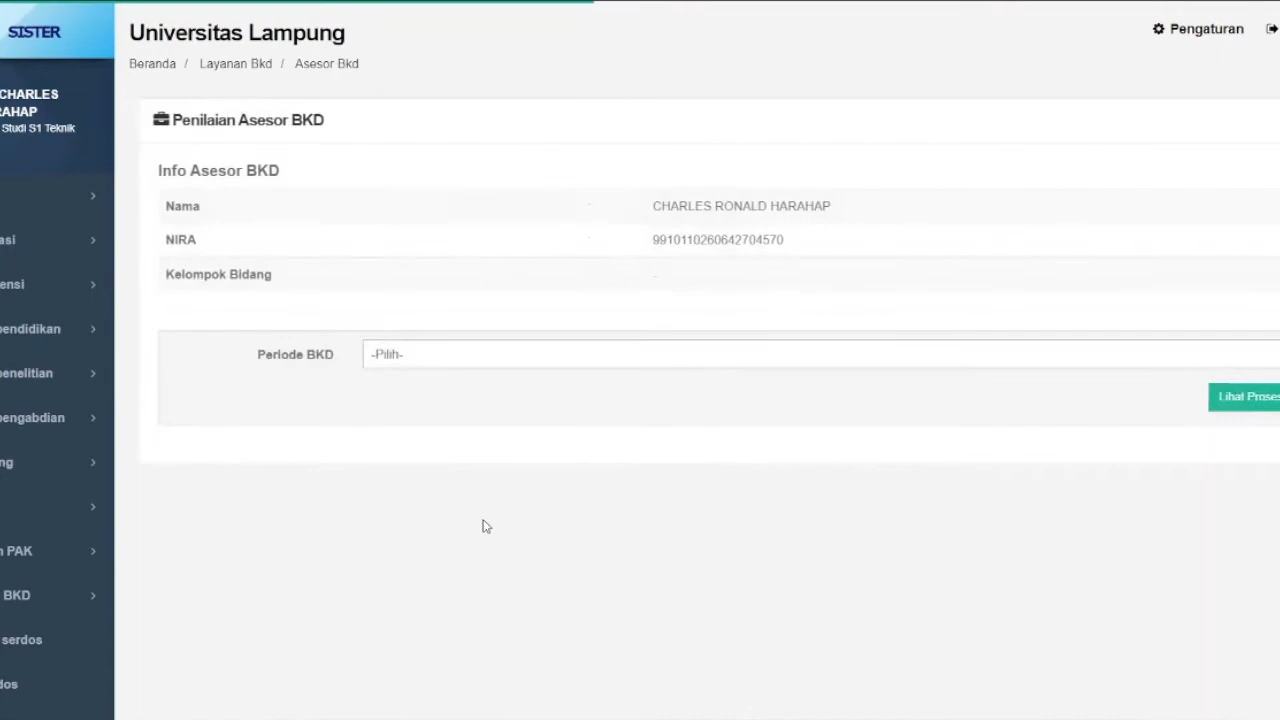 SISTER
Universitas Lampung
Pengaturan
Beranda / Layanan Bkd / Asesor Bkd
CHARLES
RAHAP
Studi S1 Teknik
Penilaian Asesor BKD
Info Asesor BKD
Nama CHARLES RONALD HARAHAP
NIRA 9910110260642704570
Kelompok Bidang -
Periode BKD -Pilih-
Lihat Proses
asi
ensi
pendidikan
penelitian
pengabdian
ng
n PAK
BKD
serdos
dos